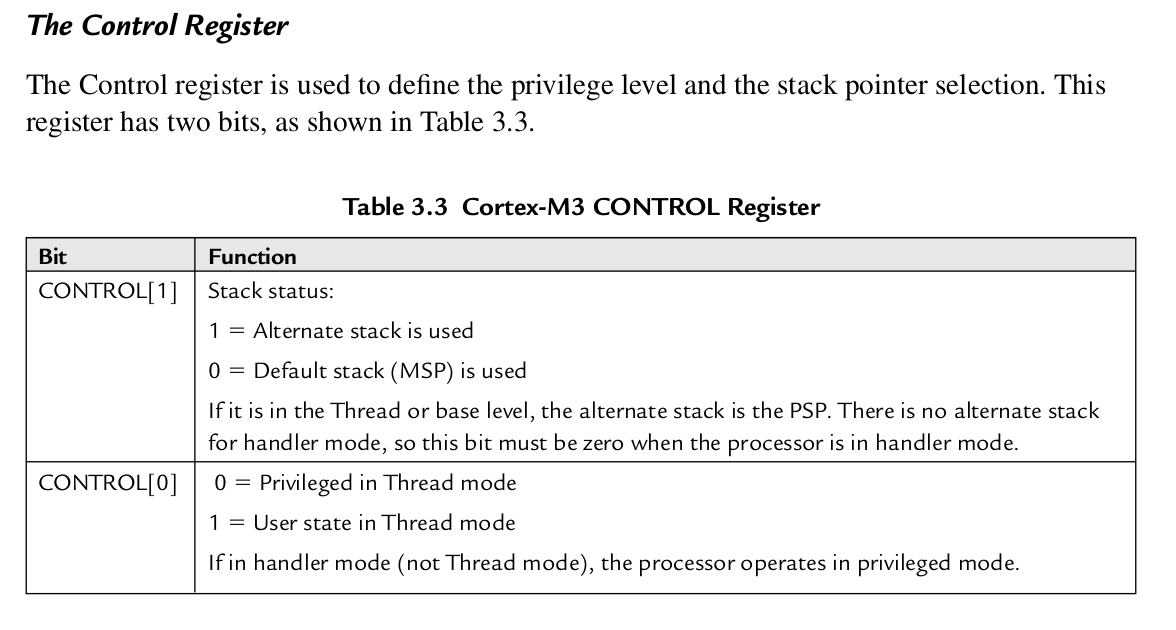 The Control Register
The Control register is used to define the privilege level and the stack pointer selection. This
register has two bits, as shown in Table 3.3.
Table 3.3 Cortex-M3 CONTROL Register
Bit Function
CONTROL[1] Stack status:
1 = Alternate stack is used
0 = Default stack (MSP) is used
If it is in the Thread or base level, the alternate stack is the PSP. There is no alternate stack
for handler mode, so this bit must be zero when the processor is in handler mode.
CONTROL[0] 0 = Privileged in Thread mode
1 = User state in Thread mode
If in handler mode (not Thread mode), the processor operates in privileged mode.